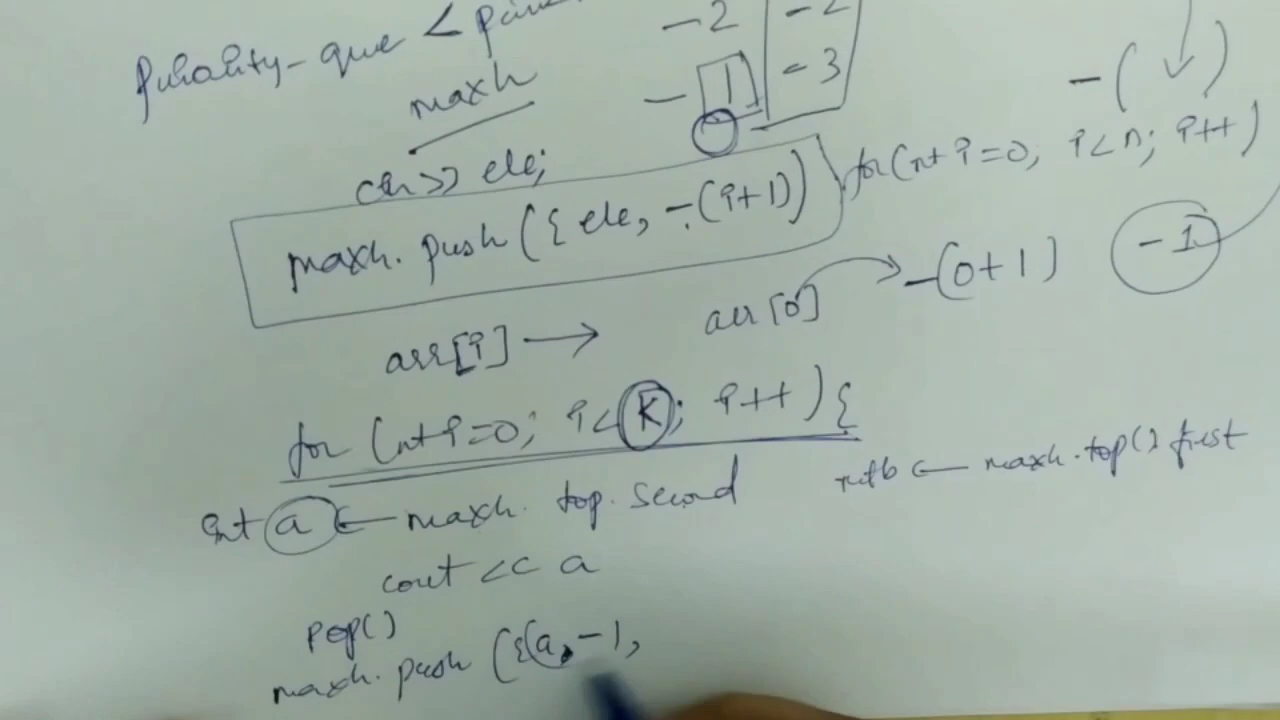 priority-que < pair
-2 | -2
maxh
- 1 | -3
-( )
cin >> ele;
maxh. push ({ ele, -(i+1))
for (int i=0, i<n; i++)
arr[i] → arr[0] → -(0+1)
-1
for (int i=0; i<K; i++) {
int a ← maxh. top. second
int b ← maxh. top() first
cout << a
pop()
maxh. push ({(a, -1,